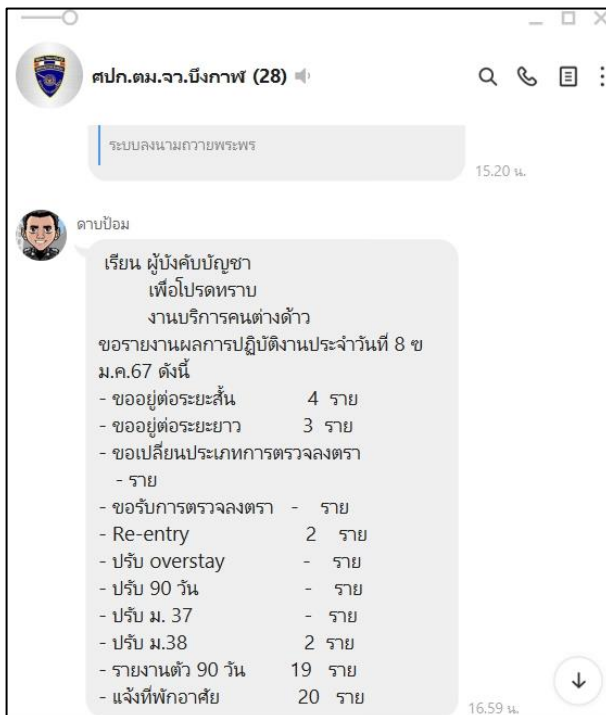 ศปก.ตม.จว.บึงกาฬ (28)
ระบบลงนามถวายพระพร
15.20 น.
ดาบป้อม
เรียน ผู้บังคับบัญชา
เพื่อโปรดทราบ
งานบริการคนต่างด้าว
ขอรายงานผลการปฏิบัติงานประจำวันที่ 8 ข
ม.ค.67 ดังนี้
- ขออยู่ต่อระยะสั้น 4 ราย
- ขออยู่ต่อระยะยาว 3 ราย
- ขอเปลี่ยนประเภทการตรวจลงตรา
- ราย
- ขอรับการตรวจลงตรา - ราย
- Re-entry 2 ราย
- ปรับ overstay - ราย
- ปรับ 90 วัน - ราย
- ปรับ ม. 37 - ราย
- ปรับ ม.38 2 ราย
- รายงานตัว 90 วัน 19 ราย
- แจ้งที่พักอาศัย 20 ราย
16.59 น.